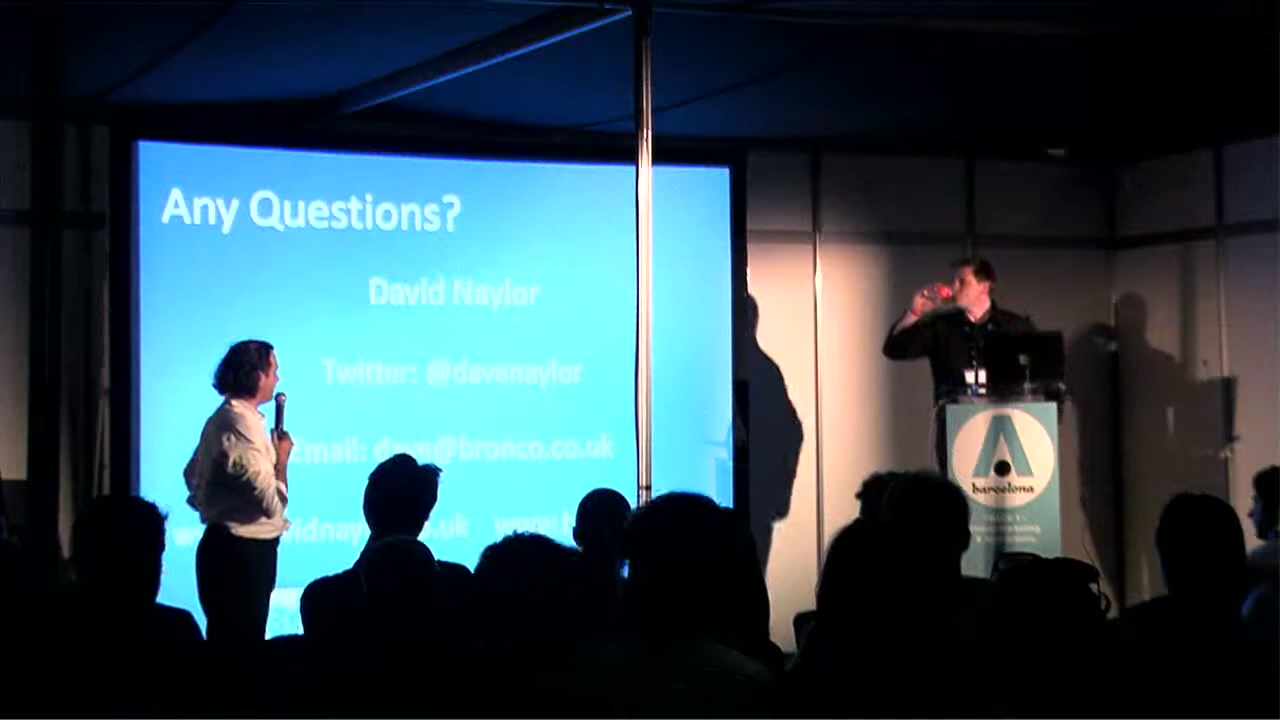 Any Questions?
David Naylor
Twitter: @davenaylor
Email: dave@bronco.co.uk
barcelona